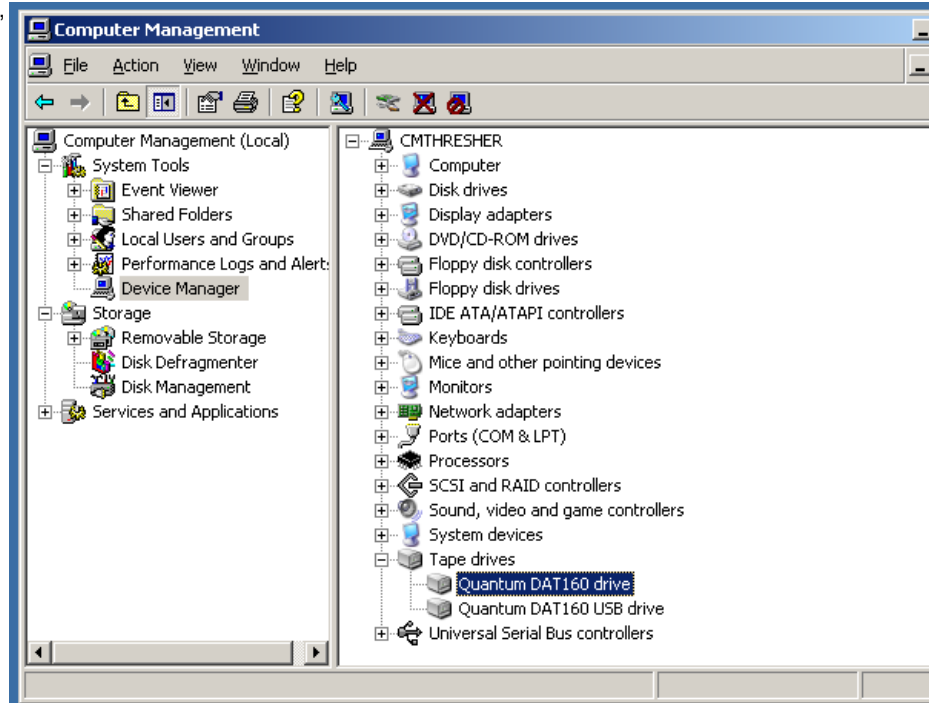 ,
Computer Management
File Action View Window Help
Computer Management (Local)
System Tools
Event Viewer
Shared Folders
Local Users and Groups
Performance Logs and Alert
Device Manager
Storage
Removable Storage
Disk Defragmenter
Disk Management
Services and Applications
CMTHRESHER
Computer
Disk drives
Display adapters
DVD/CD-ROM drives
Floppy disk controllers
Floppy disk drives
IDE ATA/ATAPI controllers
Keyboards
Mice and other pointing devices
Monitors
Network adapters
Ports (COM & LPT)
Processors
SCSI and RAID controllers
Sound, video and game controllers
System devices
Tape drives
Quantum DAT160 drive
Quantum DAT160 USB drive
Universal Serial Bus controllers